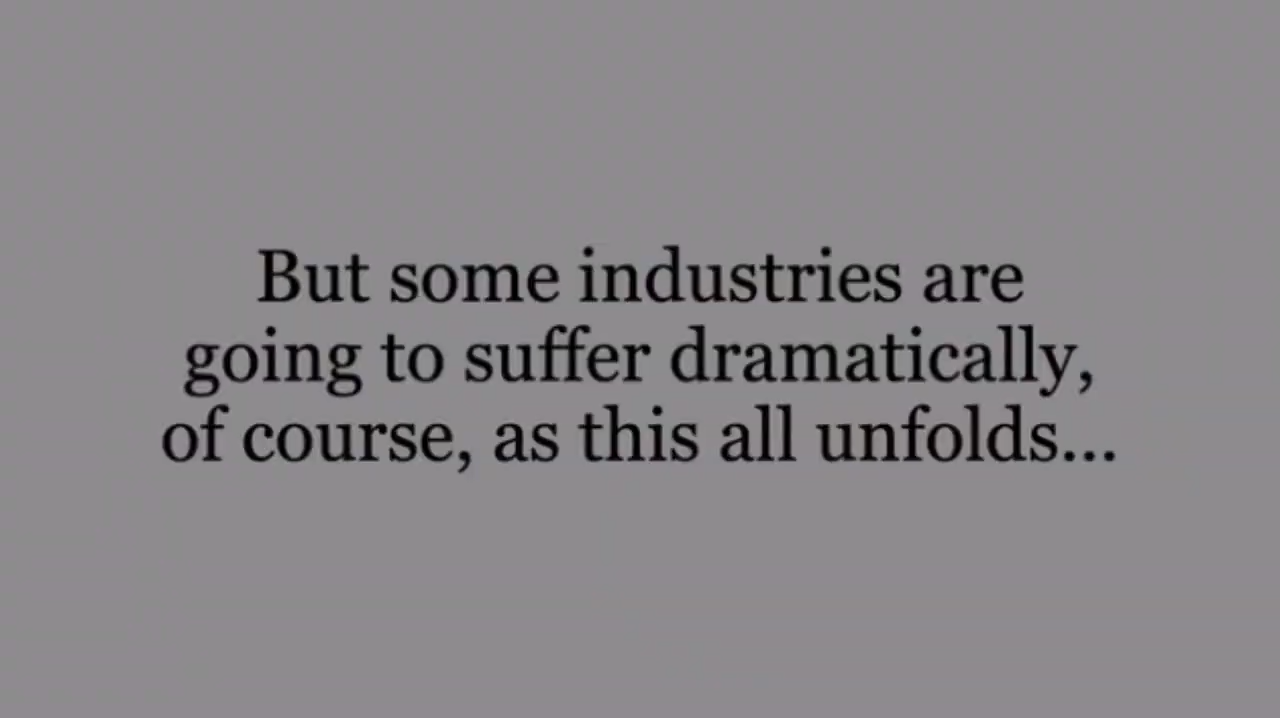 But some industries are
going to suffer dramatically,
of course, as this all unfolds...